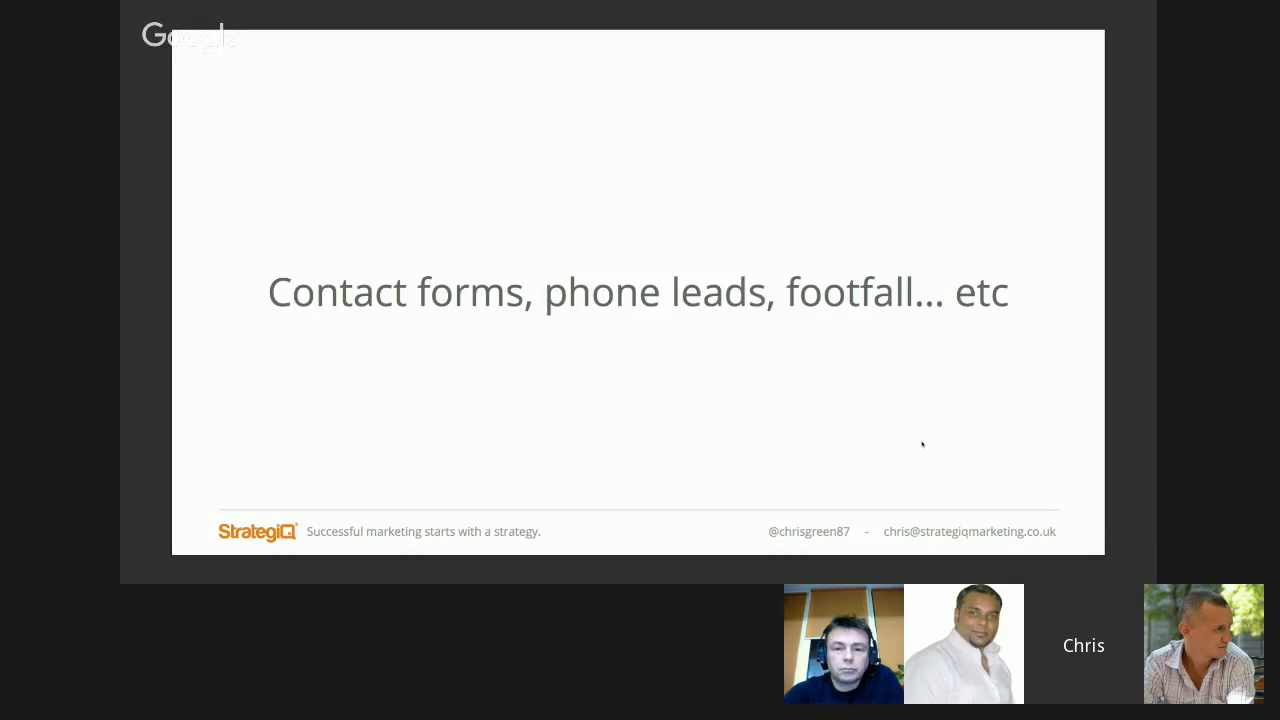 Google
Contact forms, phone leads, footfall... etc
StrategiQ Successful marketing starts with a strategy. @chrisgreen87 - chris@strategiqmarketing.co.uk
Chris